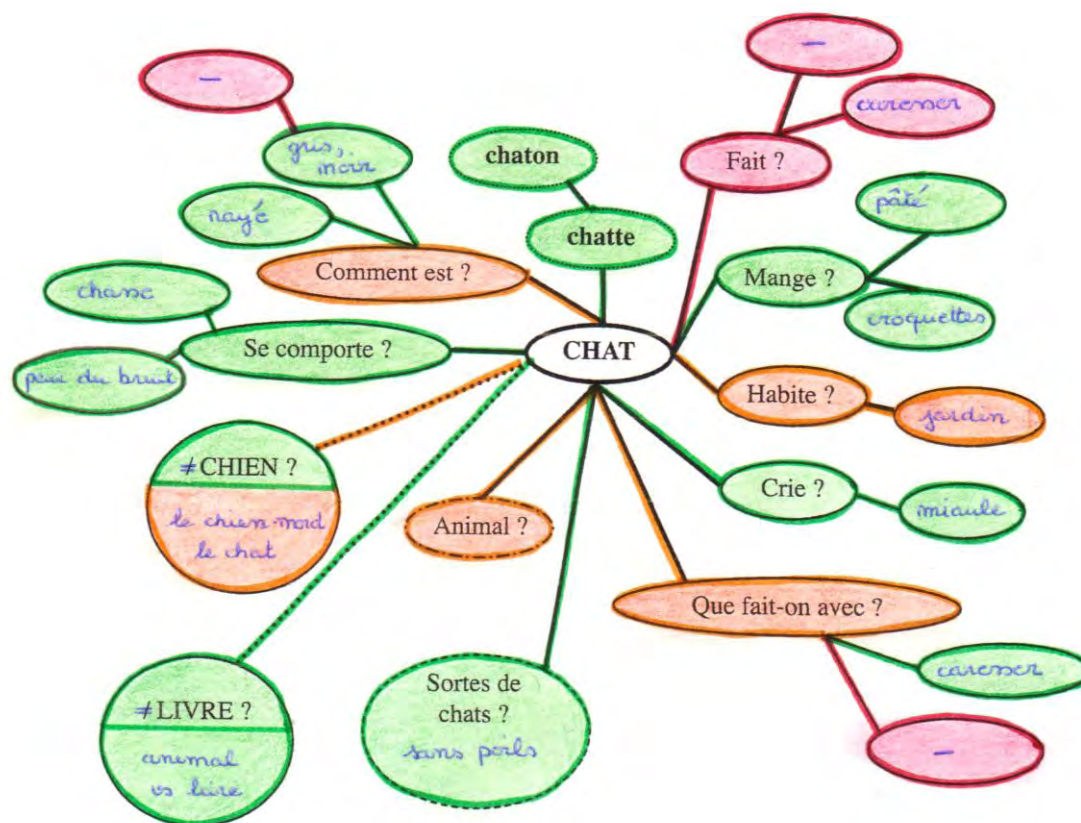 –
–
caresser
Fait ?
gris,
noir
chaton
rayé
chatte
pâté
Comment est ?
Mange ?
chasse
croquettes
Se comporte ?
CHAT
peur du bruit
Habite ?
jardin
≠CHIEN ?
le chien mord
le chat
Animal ?
Crie ?
miaule
Que fait-on avec ?
caresser
–
Sortes de
chats ?
sans poils
≠LIVRE ?
animal
vs lire